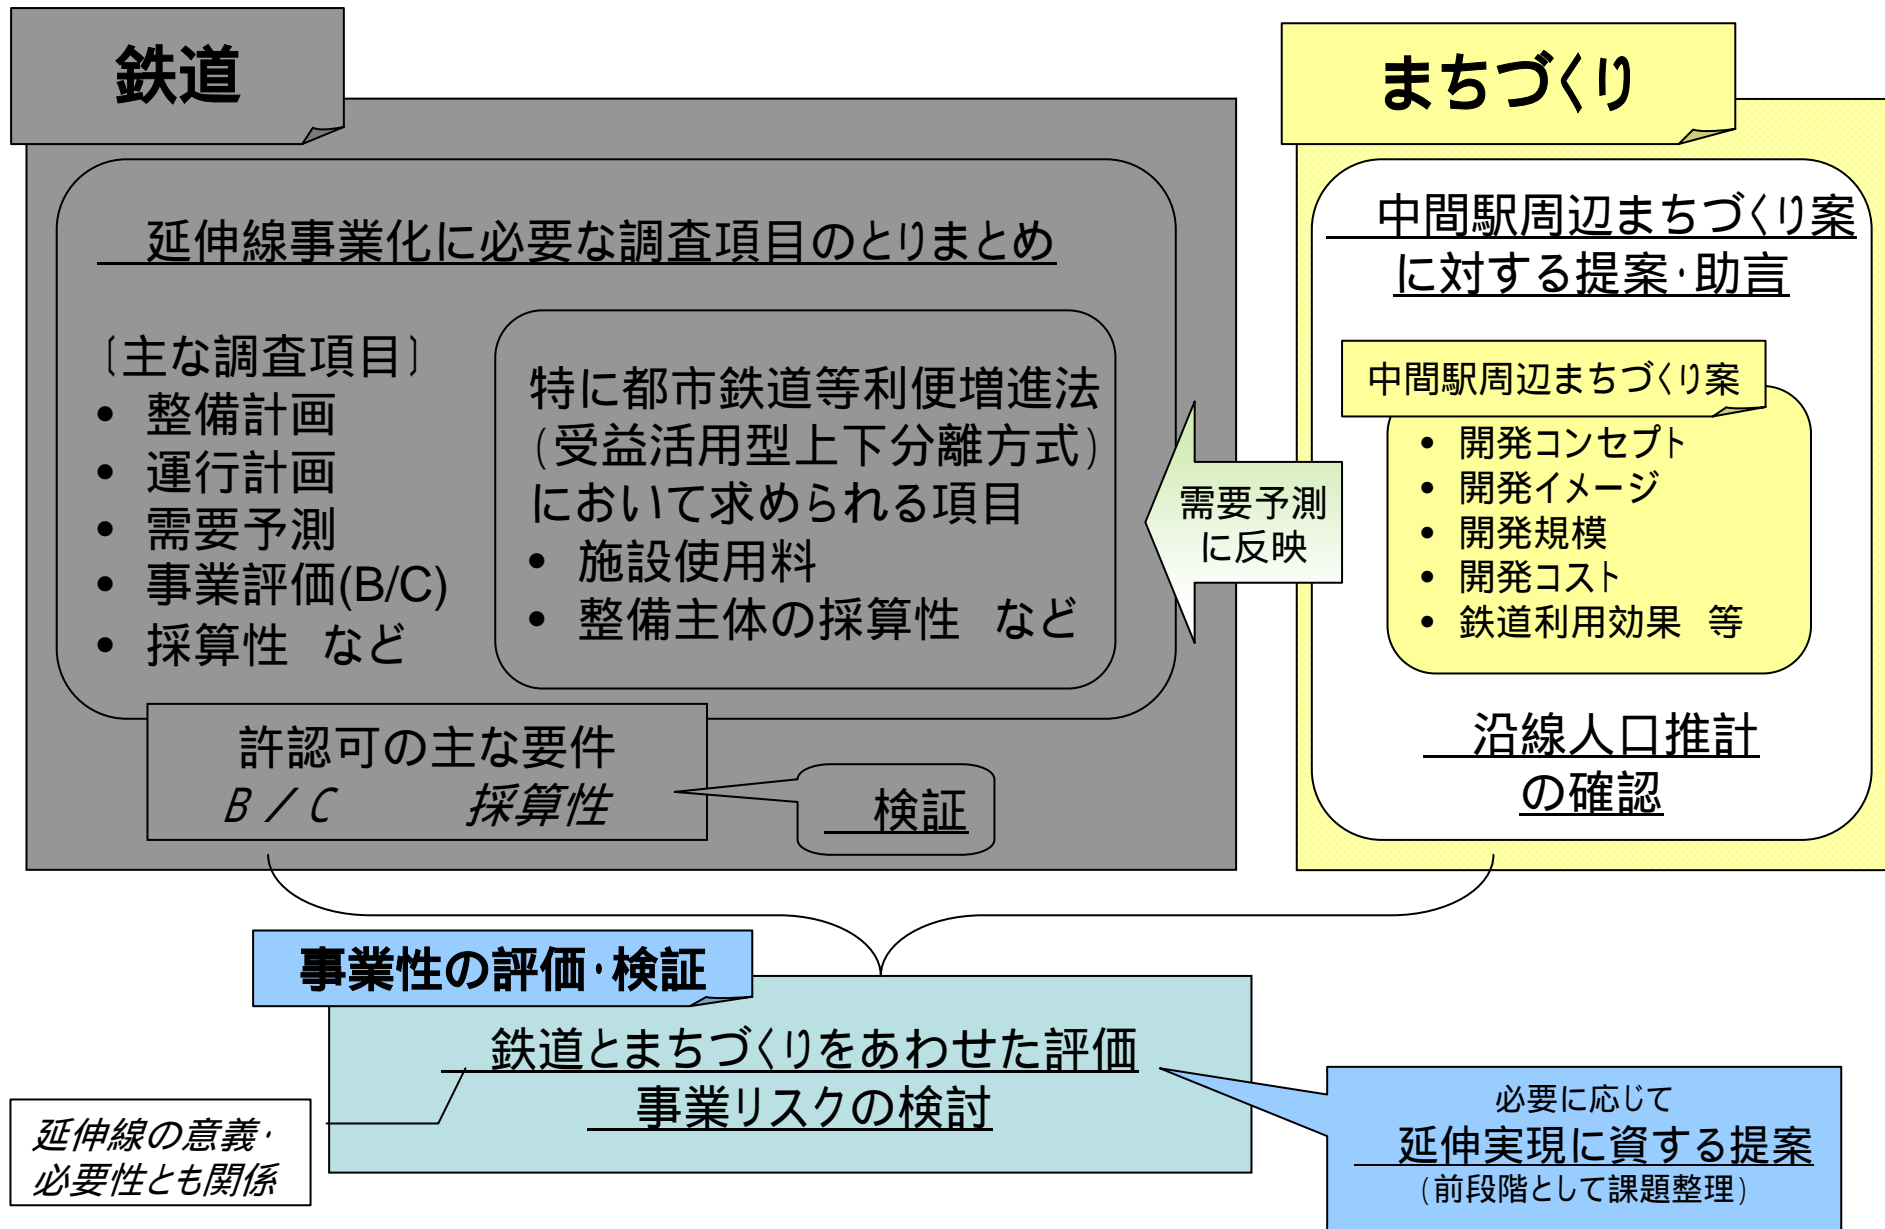 鉄道
延伸線事業化に必要な調査項目のとりまとめ
〔主な調査項目〕
• 整備計画
• 運行計画
• 需要予測
• 事業評価(B/C)
• 採算性　など
特に都市鉄道等利便増進法
(受益活用型上下分離方式)
において求められる項目
• 施設使用料
• 整備主体の採算性　など
許認可の主な要件
B／C　　採算性
検証
需要予測
に反映
まちづくり
中間駅周辺まちづくり案
に対する提案・助言
中間駅周辺まちづくり案
• 開発コンセプト
• 開発イメージ
• 開発規模
• 開発コスト
• 鉄道利用効果　等
沿線人口推計
の確認
事業性の評価・検証
鉄道とまちづくりをあわせた評価
事業リスクの検討
延伸線の意義・
必要性とも関係
必要に応じて
延伸実現に資する提案
(前段階として課題整理)